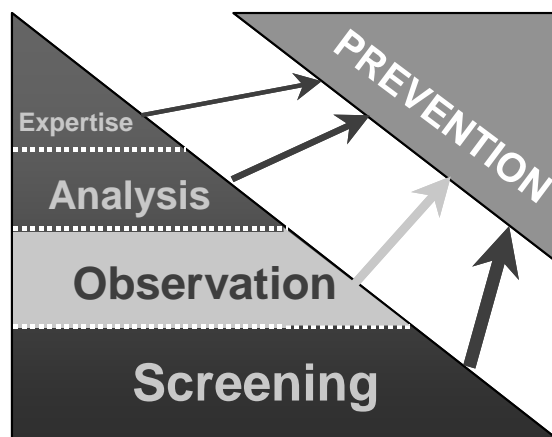 PREVENTION
Expertise
Analysis
Observation
Screening